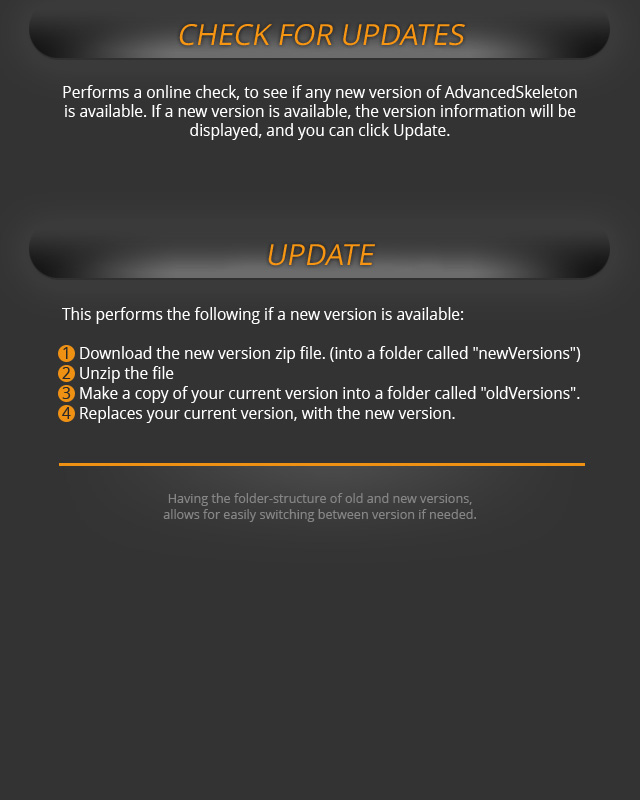 CHECK FOR UPDATES
Performs a online check, to see if any new version of AdvancedSkeleton
is available. If a new version is available, the version information will be
displayed, and you can click Update.
UPDATE
This performs the following if a new version is available:
1 Download the new version zip file. (into a folder called "newVersions")
2 Unzip the file
3 Make a copy of your current version into a folder called "oldVersions".
4 Replaces your current version, with the new version.
Having the folder-structure of old and new versions,
allows for easily switching between version if needed.